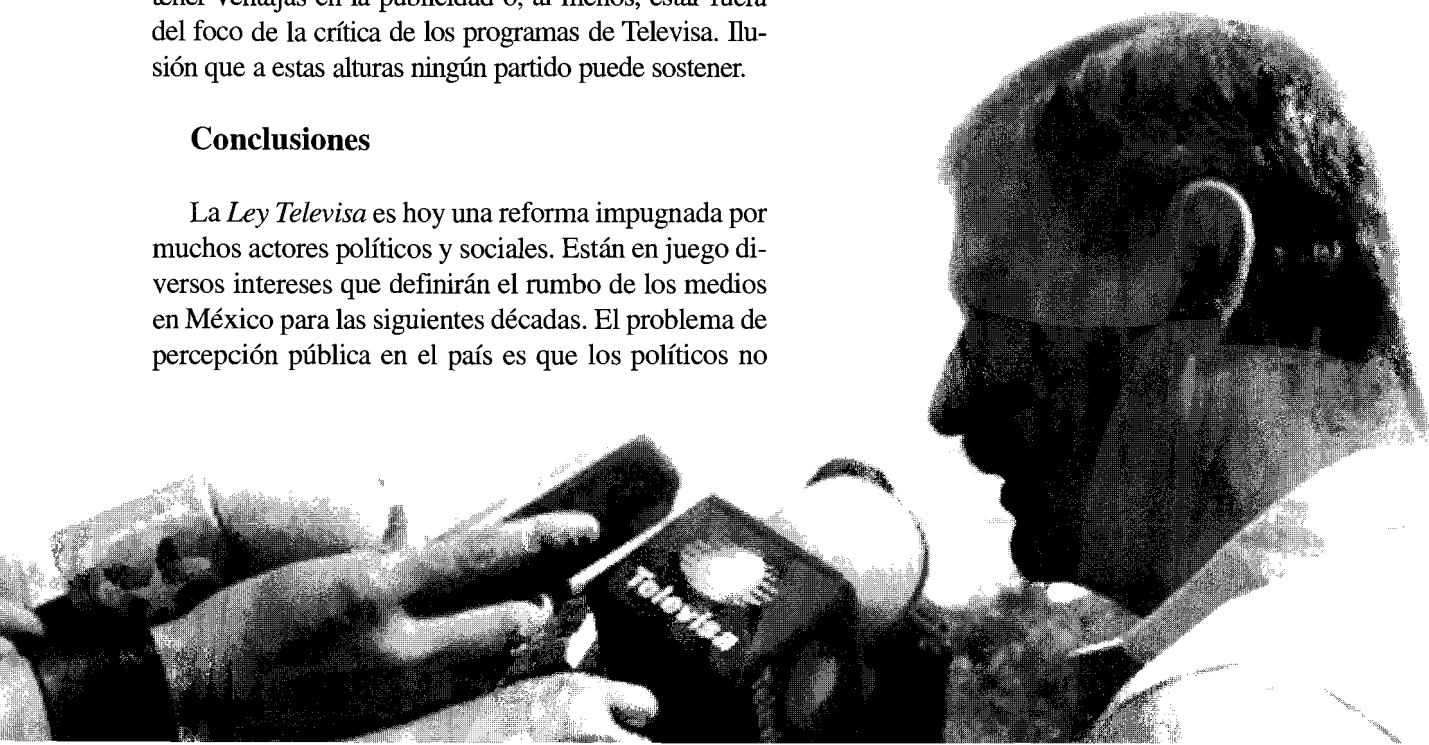 tener ventajas en la publicidad o, al menos, estar fuera
del foco de la crítica de los programas de Televisa. Ilu-
sión que a estas alturas ningún partido puede sostener.
Conclusiones
La Ley Televisa es hoy una reforma impugnada por
muchos actores políticos y sociales. Están en juego di-
versos intereses que definirán el rumbo de los medios
en México para las siguientes décadas. El problema de
percepción pública en el país es que los políticos no
Televisa